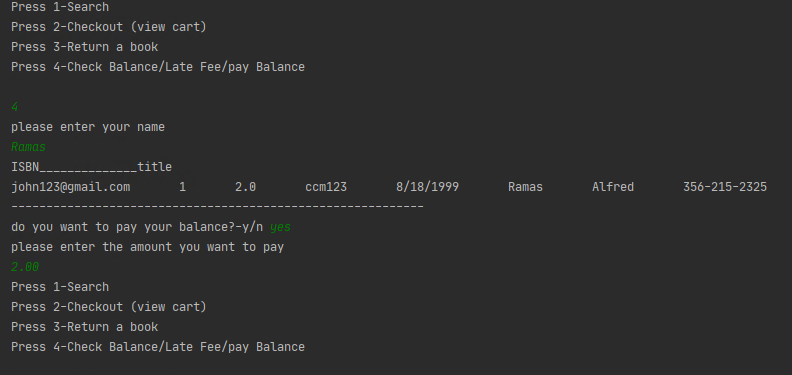 Press 1-Search
Press 2-Checkout (view cart)
Press 3-Return a book
Press 4-Check Balance/Late Fee/pay Balance
4
please enter your name
Ramas
ISBN______________title
john123@gmail.com 1 2.0 ccm123 8/18/1999 Ramas Alfred 356-215-2325
-----------------------------------------------------------
do you want to pay your balance?-y/n yes
please enter the amount you want to pay
2.00
Press 1-Search
Press 2-Checkout (view cart)
Press 3-Return a book
Press 4-Check Balance/Late Fee/pay Balance